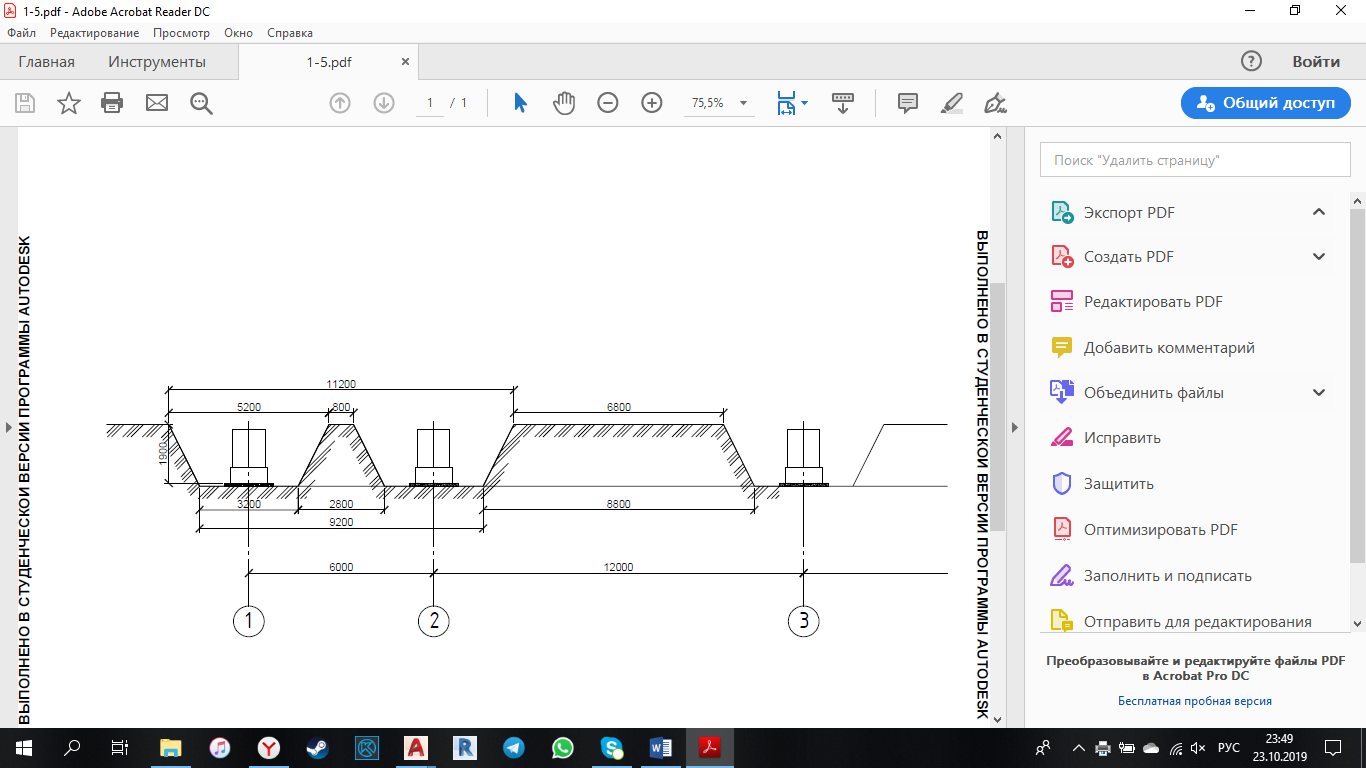 1-5.pdf - Adobe Acrobat Reader DC
Файл Редактирование Просмотр Окно Справка
Главная Инструменты 1-5.pdf × Войти
1 / 1 75,5% Общий доступ
ВЫПОЛНЕНО В СТУДЕНЧЕСКОЙ ВЕРСИИ ПРОГРАММЫ AUTODESK
11200
5200 800 6800
1900
3200 2800 8800
9200
6000 12000
1 2 3
ВЫПОЛНЕНО В СТУДЕНЧЕСКОЙ ВЕРСИИ ПРОГРАММЫ AUTODESK
Поиск "Удалить страницу"
Экспорт PDF
Создать PDF
Редактировать PDF
Добавить комментарий
Объединить файлы
Исправить
Защитить
Оптимизировать PDF
Заполнить и подписать
Отправить для редактирования
Преобразовывайте и редактируйте файлы PDF
в Acrobat Pro DC
Бесплатная пробная версия
РУС
23:49
23.10.2019